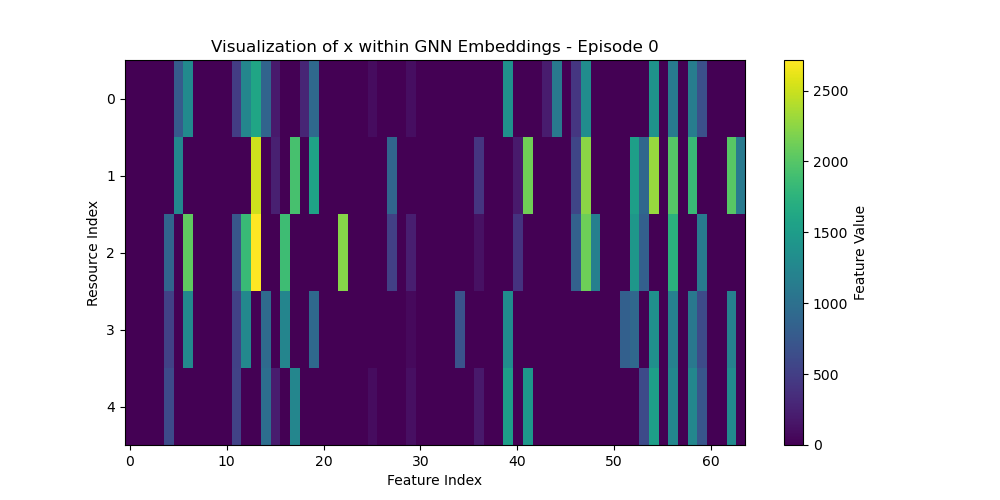 Visualization of x within GNN Embeddings - Episode 0
Resource Index
0
1
2
3
4
0 10 20 30 40 50 60
Feature Index
2500
2000
1500
1000
500
0
Feature Value